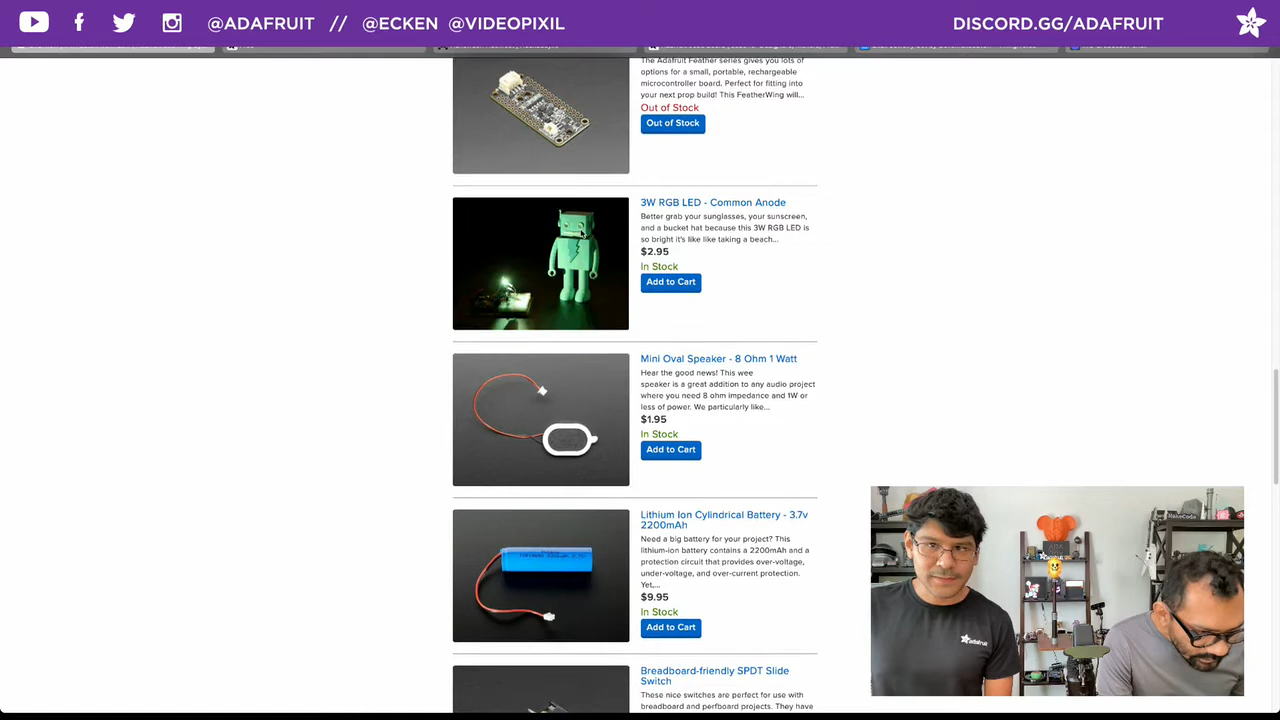 @ADAFRUIT // @ECKEN @VIDEOPIXIL
DISCORD.GG/ADAFRUIT
The Adafruit Feather series gives you lots of
options for a small, portable, rechargeable
microcontroller board. Perfect for fitting into
your next prop build! This FeatherWing will...
Out of Stock
Out of Stock
3W RGB LED - Common Anode
Better grab your sunglasses, your sunscreen,
and a bucket hat because this 3W RGB LED is
so bright it's like like taking a beach...
$2.95
In Stock
Add to Cart
Mini Oval Speaker - 8 Ohm 1 Watt
Hear the good news! This wee
speaker is a great addition to any audio project
where you need 8 ohm impedance and 1W or
less of power. We particularly like...
$1.95
In Stock
Add to Cart
Lithium Ion Cylindrical Battery - 3.7v
2200mAh
Need a big battery for your project? This
lithium-ion battery contains a 2200mAh and a
protection circuit that provides over-voltage,
under-voltage, and over-current protection.
Yet,...
$9.95
In Stock
Add to Cart
Breadboard-friendly SPDT Slide
Switch
These nice switches are perfect for use with
breadboard and perfboard projects. They have
adafruit